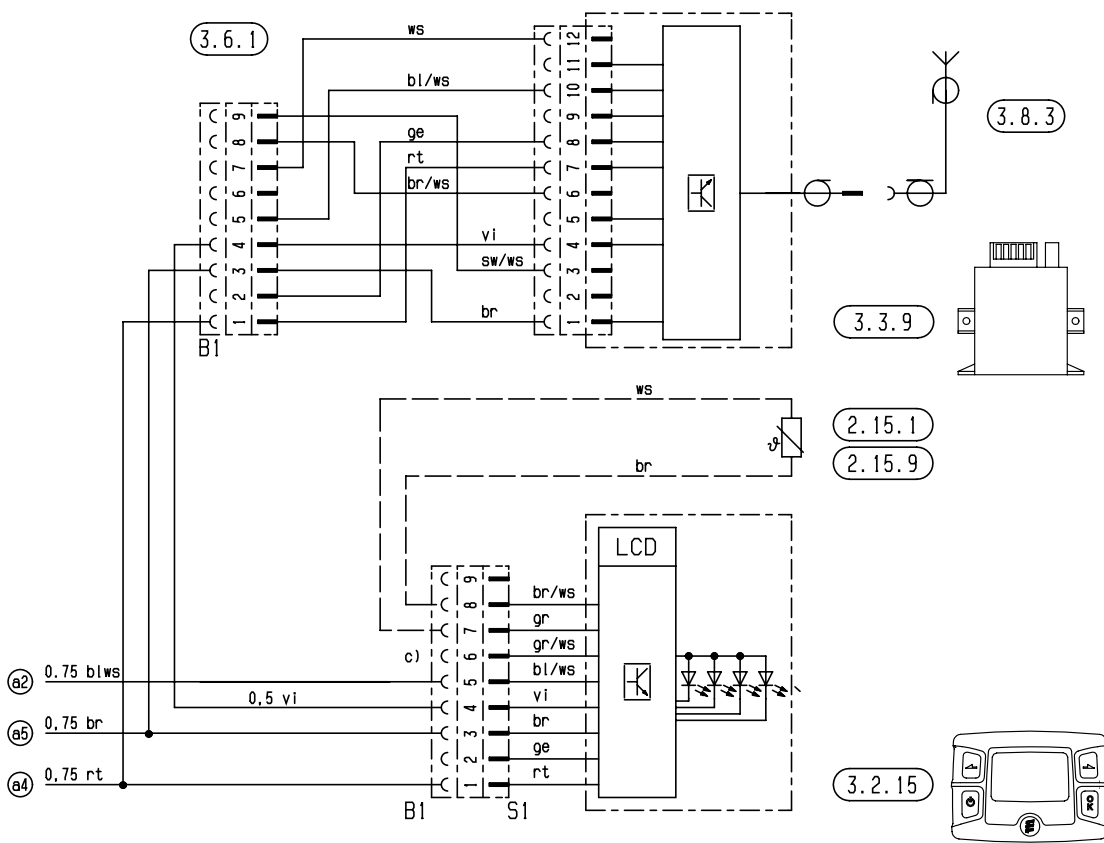 3.6.1
ws
12
11
bl/ws
10
9
ge
8
rt
7
br/ws
6
5
vi
4
sw/ws
3
2
br
1
9
8
7
6
5
4
3
2
1
B1
3.8.3
3.3.9
ws
ϑ
2.15.1
br
2.15.9
LCD
9
8 br/ws
7 gr
c) 6 gr/ws
a2 0,75 blws 5 bl/ws
0,5 vi 4 vi
a5 0,75 br 3 br
2 ge
a4 0,75 rt 1 rt
B1 S1
3.2.15
OK